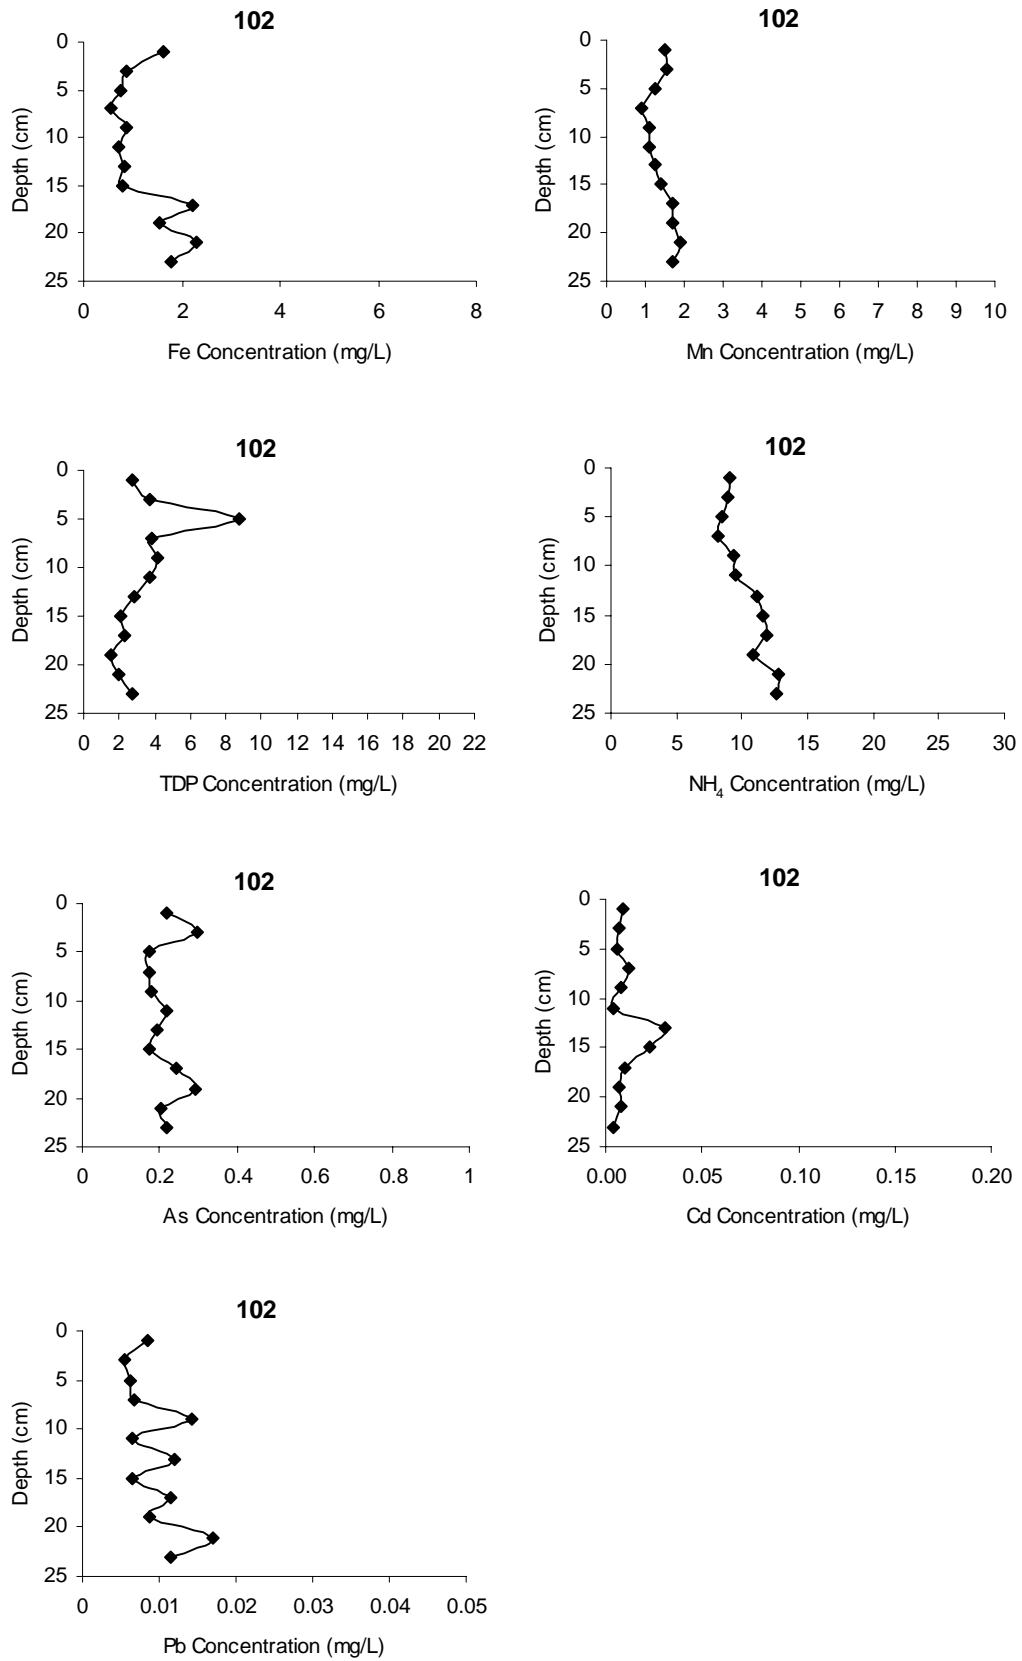 102
0
5
10
15
20
25
Depth (cm)
0 2 4 6 8
Fe Concentration (mg/L)
102
0
5
10
15
20
25
Depth (cm)
0 1 2 3 4 5 6 7 8 9 10
Mn Concentration (mg/L)
102
0
5
10
15
20
25
Depth (cm)
0 2 4 6 8 10 12 14 16 18 20 22
TDP Concentration (mg/L)
102
0
5
10
15
20
25
Depth (cm)
0 5 10 15 20 25 30
NH₄ Concentration (mg/L)
102
0
5
10
15
20
25
Depth (cm)
0 0.2 0.4 0.6 0.8 1
As Concentration (mg/L)
102
0
5
10
15
20
25
Depth (cm)
0.00 0.05 0.10 0.15 0.20
Cd Concentration (mg/L)
102
0
5
10
15
20
25
Depth (cm)
0 0.01 0.02 0.03 0.04 0.05
Pb Concentration (mg/L)